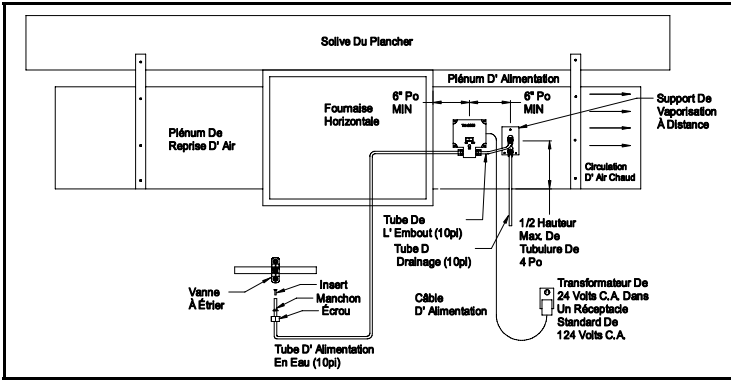 Solive Du Plancher
Plénum D' Alimentation
6" Po
MIN
6" Po
MIN
Support De
Vaporisation
À Distance
Fournaise
Horizontale
Plénum De
Reprise D' Air
Circulation
D' Air Chaud
Tube De
L' Embout (10pi)
Tube D
Drainage (10pi)
1/2 Hauteur
Max. De
Tubulure De
4 Po
Vanne
À Étrier
Insert
Manchon
Écrou
Câble
D' Alimentation
Transformateur De
24 Volts C.A. Dans
Un Réceptacle
Standard De
124 Volts C.A.
Tube D' Alimentation
En Eau (10pi)